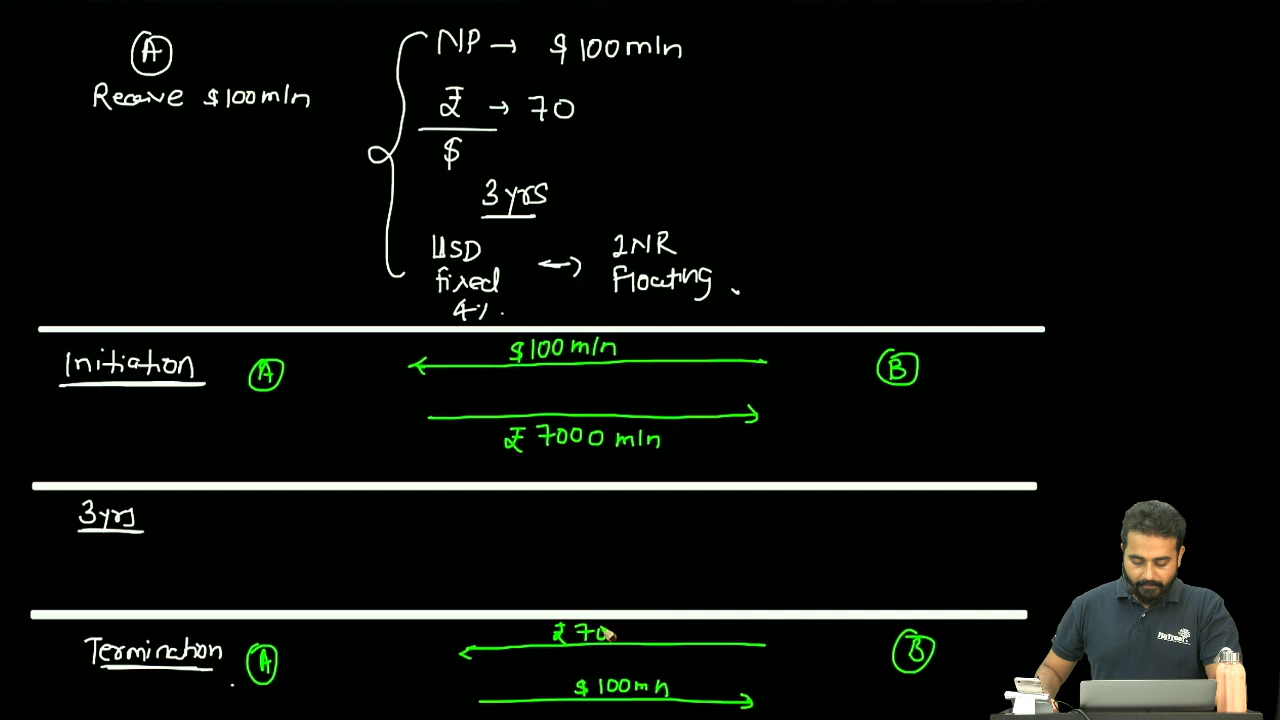 A
Receive $100mln
NP → $100mln
₹ → 70
$
3yrs
USD ↔ INR
fixed floating.
4%.
Initiation A $100mln B
₹ 7000 mln
3yrs
Termination A ₹ 70 B
$100mn